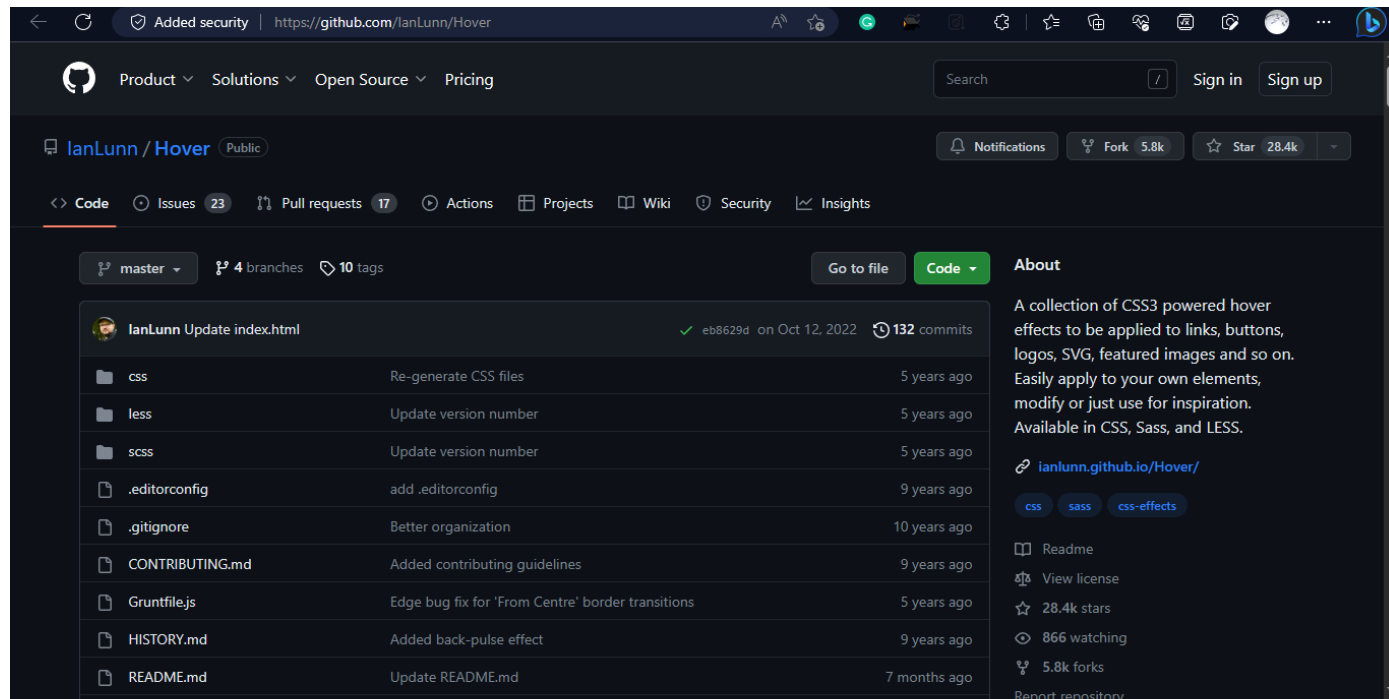 Added security https://github.com/IanLunn/Hover
Product Solutions Open Source Pricing Search / Sign in Sign up
IanLunn / Hover Public Notifications Fork 5.8k Star 28.4k
<> Code Issues 23 Pull requests 17 Actions Projects Wiki Security Insights
master 4 branches 10 tags Go to file Code
IanLunn Update index.html eb8629d on Oct 12, 2022 132 commits
css Re-generate CSS files 5 years ago
less Update version number 5 years ago
scss Update version number 5 years ago
.editorconfig add .editorconfig 9 years ago
.gitignore Better organization 10 years ago
CONTRIBUTING.md Added contributing guidelines 9 years ago
Gruntfile.js Edge bug fix for 'From Centre' border transitions 5 years ago
HISTORY.md Added back-pulse effect 9 years ago
README.md Update README.md 7 months ago
About
A collection of CSS3 powered hover
effects to be applied to links, buttons,
logos, SVG, featured images and so on.
Easily apply to your own elements,
modify or just use for inspiration.
Available in CSS, Sass, and LESS.
ianlunn.github.io/Hover/
css sass css-effects
Readme
View license
28.4k stars
866 watching
5.8k forks
Report repository